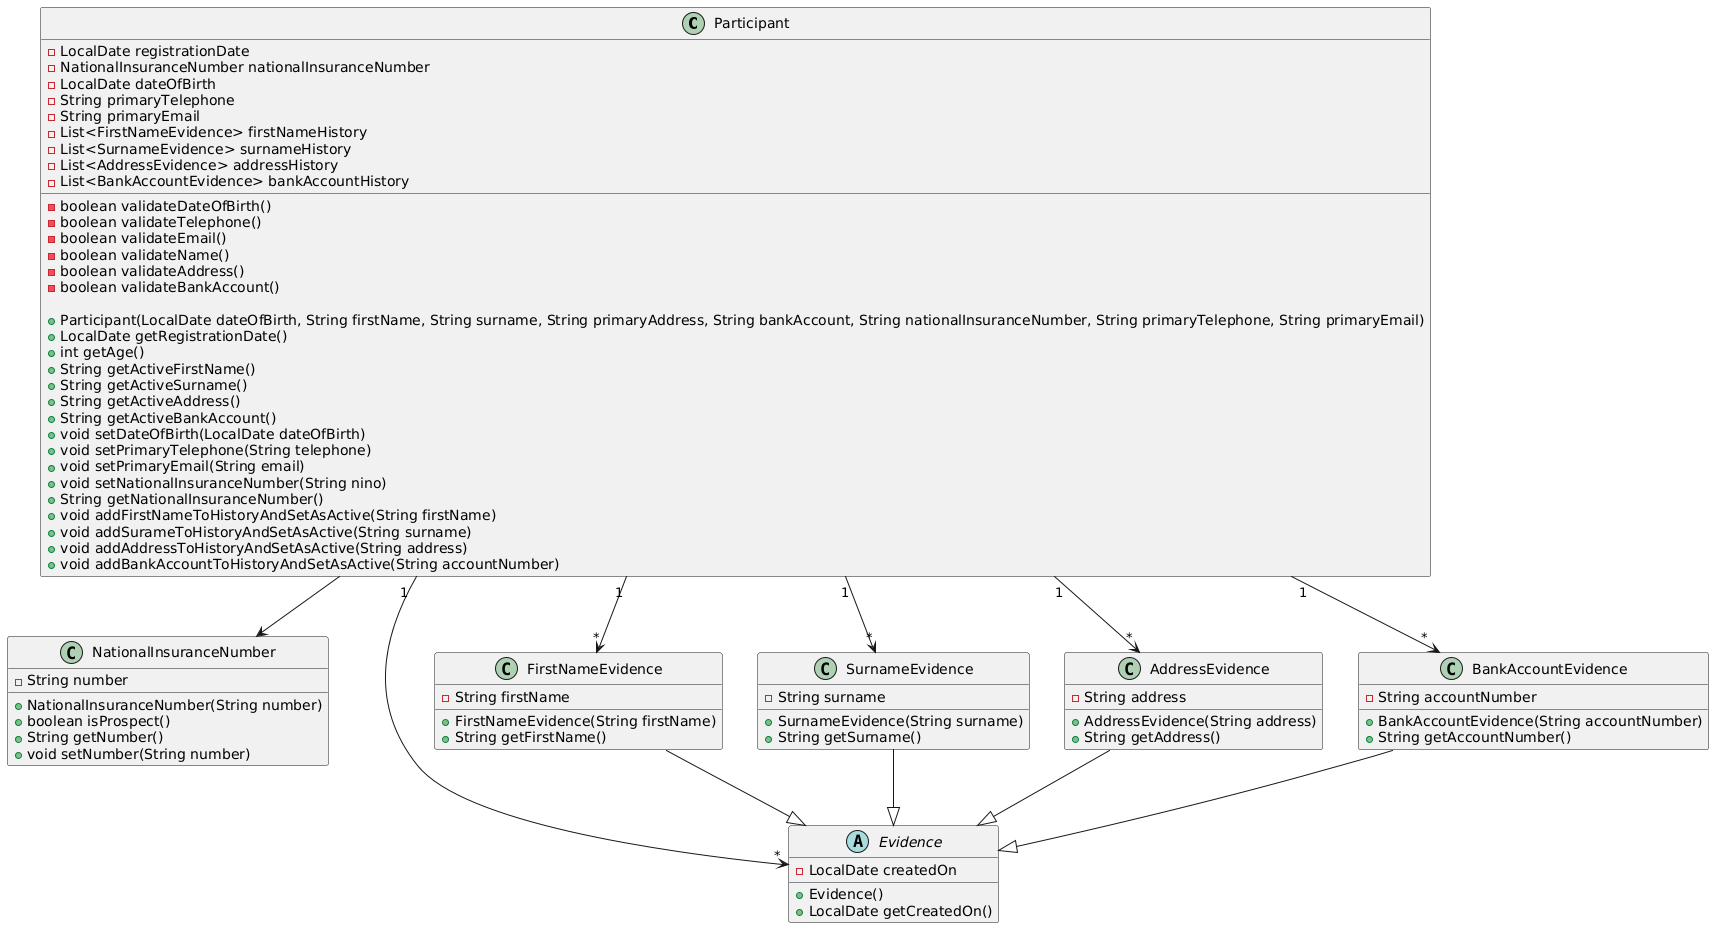 C Participant
LocalDate registrationDate
NationalInsuranceNumber nationalInsuranceNumber
LocalDate dateOfBirth
String primaryTelephone
String primaryEmail
List<FirstNameEvidence> firstNameHistory
List<SurnameEvidence> surnameHistory
List<AddressEvidence> addressHistory
List<BankAccountEvidence> bankAccountHistory
boolean validateDateOfBirth()
boolean validateTelephone()
boolean validateEmail()
boolean validateName()
boolean validateAddress()
boolean validateBankAccount()
Participant(LocalDate dateOfBirth, String firstName, String surname, String primaryAddress, String bankAccount, String nationalInsuranceNumber, String primaryTelephone, String primaryEmail)
LocalDate getRegistrationDate()
int getAge()
String getActiveFirstName()
String getActiveSurname()
String getActiveAddress()
String getActiveBankAccount()
void setDateOfBirth(LocalDate dateOfBirth)
void setPrimaryTelephone(String telephone)
void setPrimaryEmail(String email)
void setNationalInsuranceNumber(String nino)
String getNationalInsuranceNumber()
void addFirstNameToHistoryAndSetAsActive(String firstName)
void addSurameToHistoryAndSetAsActive(String surname)
void addAddressToHistoryAndSetAsActive(String address)
void addBankAccountToHistoryAndSetAsActive(String accountNumber)
1 1 1 1 1
* * * *
C NationalInsuranceNumber
String number
NationalInsuranceNumber(String number)
boolean isProspect()
String getNumber()
void setNumber(String number)
C FirstNameEvidence
String firstName
FirstNameEvidence(String firstName)
String getFirstName()
C SurnameEvidence
String surname
SurnameEvidence(String surname)
String getSurname()
C AddressEvidence
String address
AddressEvidence(String address)
String getAddress()
C BankAccountEvidence
String accountNumber
BankAccountEvidence(String accountNumber)
String getAccountNumber()
*
A Evidence
LocalDate createdOn
Evidence()
LocalDate getCreatedOn()